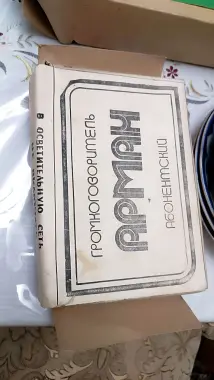 ГРОМКОГОВОРИТЕЛЬ
АРМАН
АБОНЕНТСКИЙ
В ОСВЕТИТЕЛЬНУЮ СЕТЬ